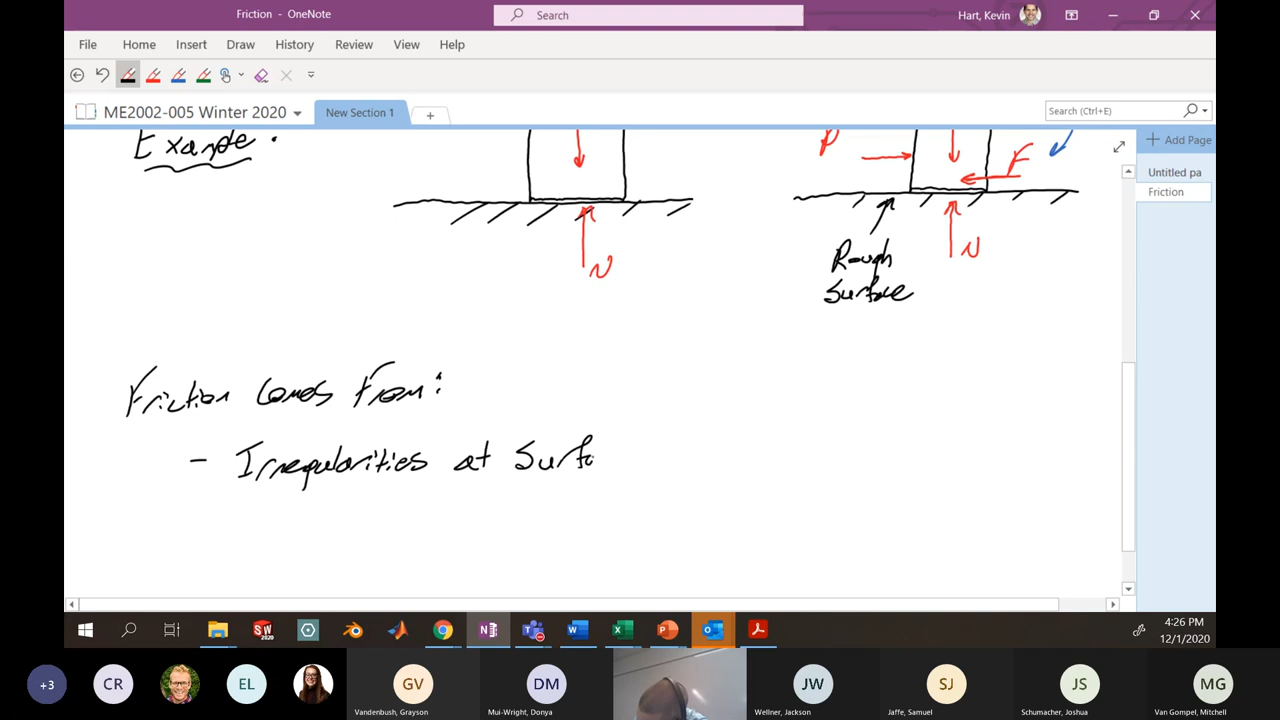 Friction - OneNote
Search
Hart, Kevin
File Home Insert Draw History Review View Help
ME2002-005 Winter 2020
New Section 1
Search (Ctrl+E)
Add Page
Untitled pa
Friction
Example:
P
F
N
N
Rough
Surface
Friction Comes From:
- Irregularities at Surfa
SW
2020
4:26 PM
12/1/2020
+3 CR EL GV DM JW SJ JS MG
Vandenbush, Grayson Mui-Wright, Donya Wellner, Jackson Jaffe, Samuel Schumacher, Joshua Van Gompel, Mitchell